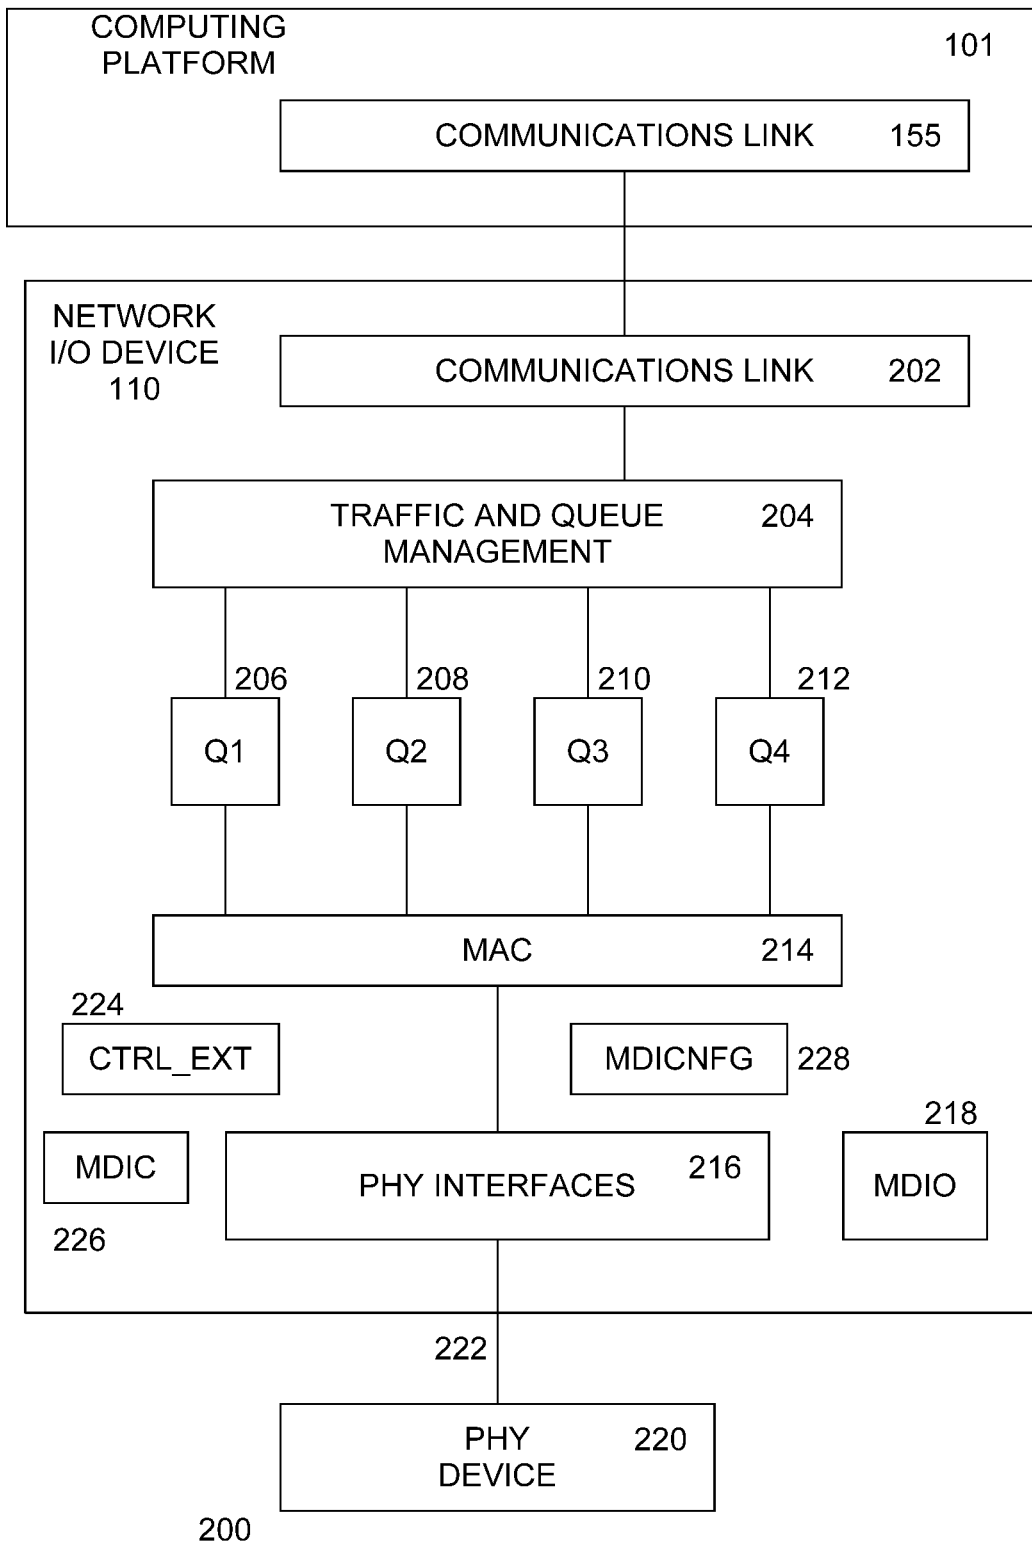 COMPUTING
PLATFORM
101
COMMUNICATIONS LINK 155
NETWORK
I/O DEVICE
110
COMMUNICATIONS LINK 202
TRAFFIC AND QUEUE 204
MANAGEMENT
206 208 210 212
Q1 Q2 Q3 Q4
MAC 214
224
CTRL_EXT MDICNFG 228
218
MDIC PHY INTERFACES 216 MDIO
226
222
PHY 220
DEVICE
200